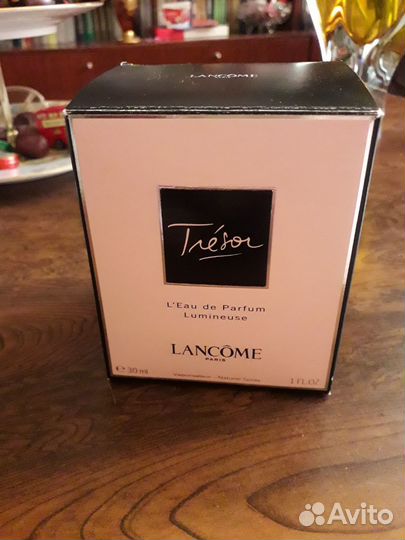 LANCÔME
Trésor
L'Eau de Parfum
Lumineuse
LANCÔME
PARIS
℮ 30 ml Vaporisateur - Natural Spray 1 FL.OZ
Avito